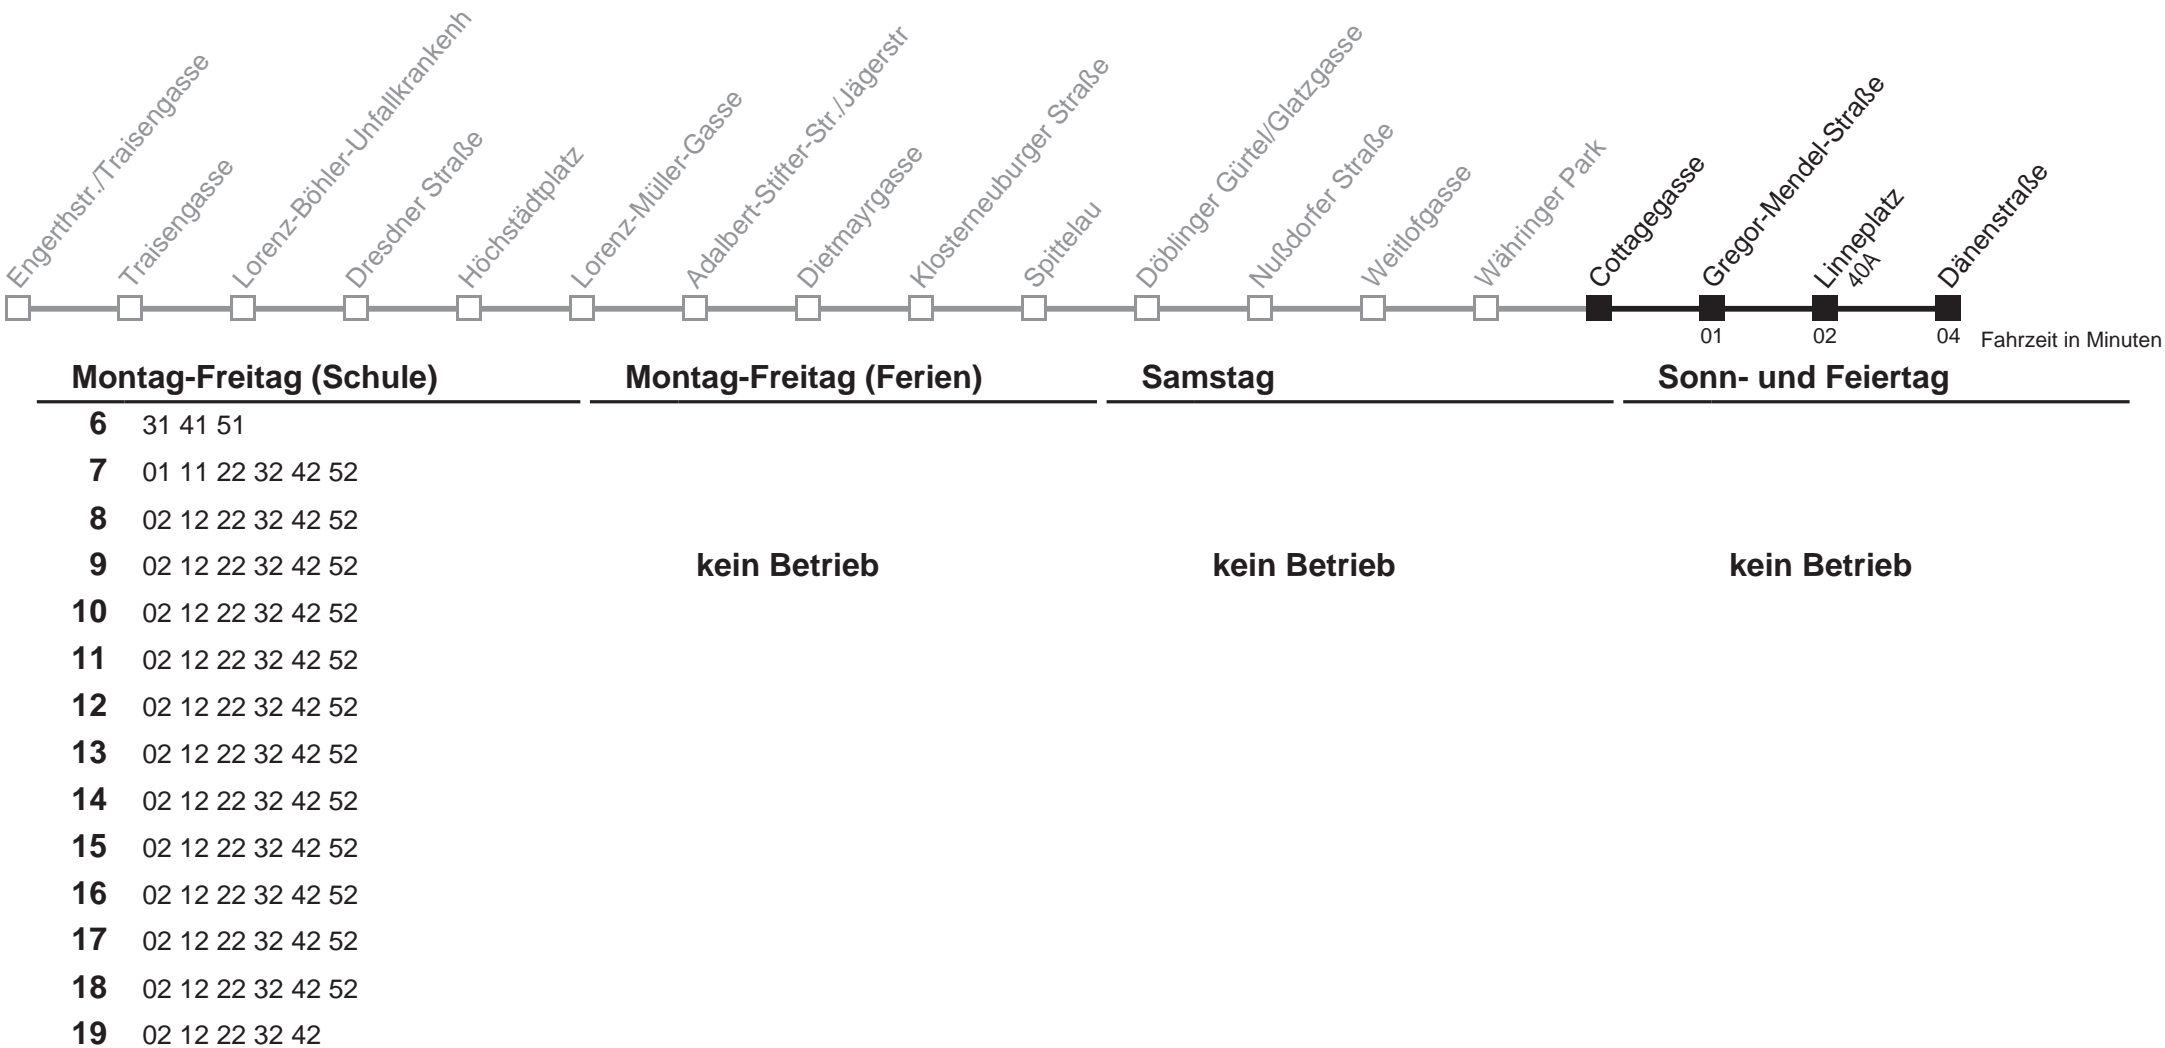 Engerthstr./Traisengasse
Traisengasse
Lorenz-Böhler-Unfallkrankenh
Dresdner Straße
Höchstädtplatz
Lorenz-Müller-Gasse
Adalbert-Stifter-Str./Jägerstr
Dietmayrgasse
Klosterneuburger Straße
Spittelau
Döblinger Gürtel/Glatzgasse
Nußdorfer Straße
Weitlofgasse
Währinger Park
Cottagegasse
Gregor-Mendel-Straße
Linneplatz
40A
Dänenstraße
01 02 04 Fahrzeit in Minuten
Montag-Freitag (Schule) Montag-Freitag (Ferien) Samstag Sonn- und Feiertag
6 31 41 51
7 01 11 22 32 42 52
8 02 12 22 32 42 52
9 02 12 22 32 42 52 kein Betrieb kein Betrieb kein Betrieb
10 02 12 22 32 42 52
11 02 12 22 32 42 52
12 02 12 22 32 42 52
13 02 12 22 32 42 52
14 02 12 22 32 42 52
15 02 12 22 32 42 52
16 02 12 22 32 42 52
17 02 12 22 32 42 52
18 02 12 22 32 42 52
19 02 12 22 32 42